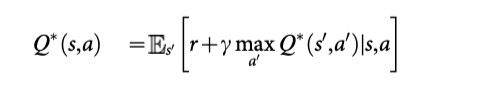 Q*(s,a) = 𝔼_{s′} [ r + γ max_{a′} Q*(s′,a′)|s,a ]